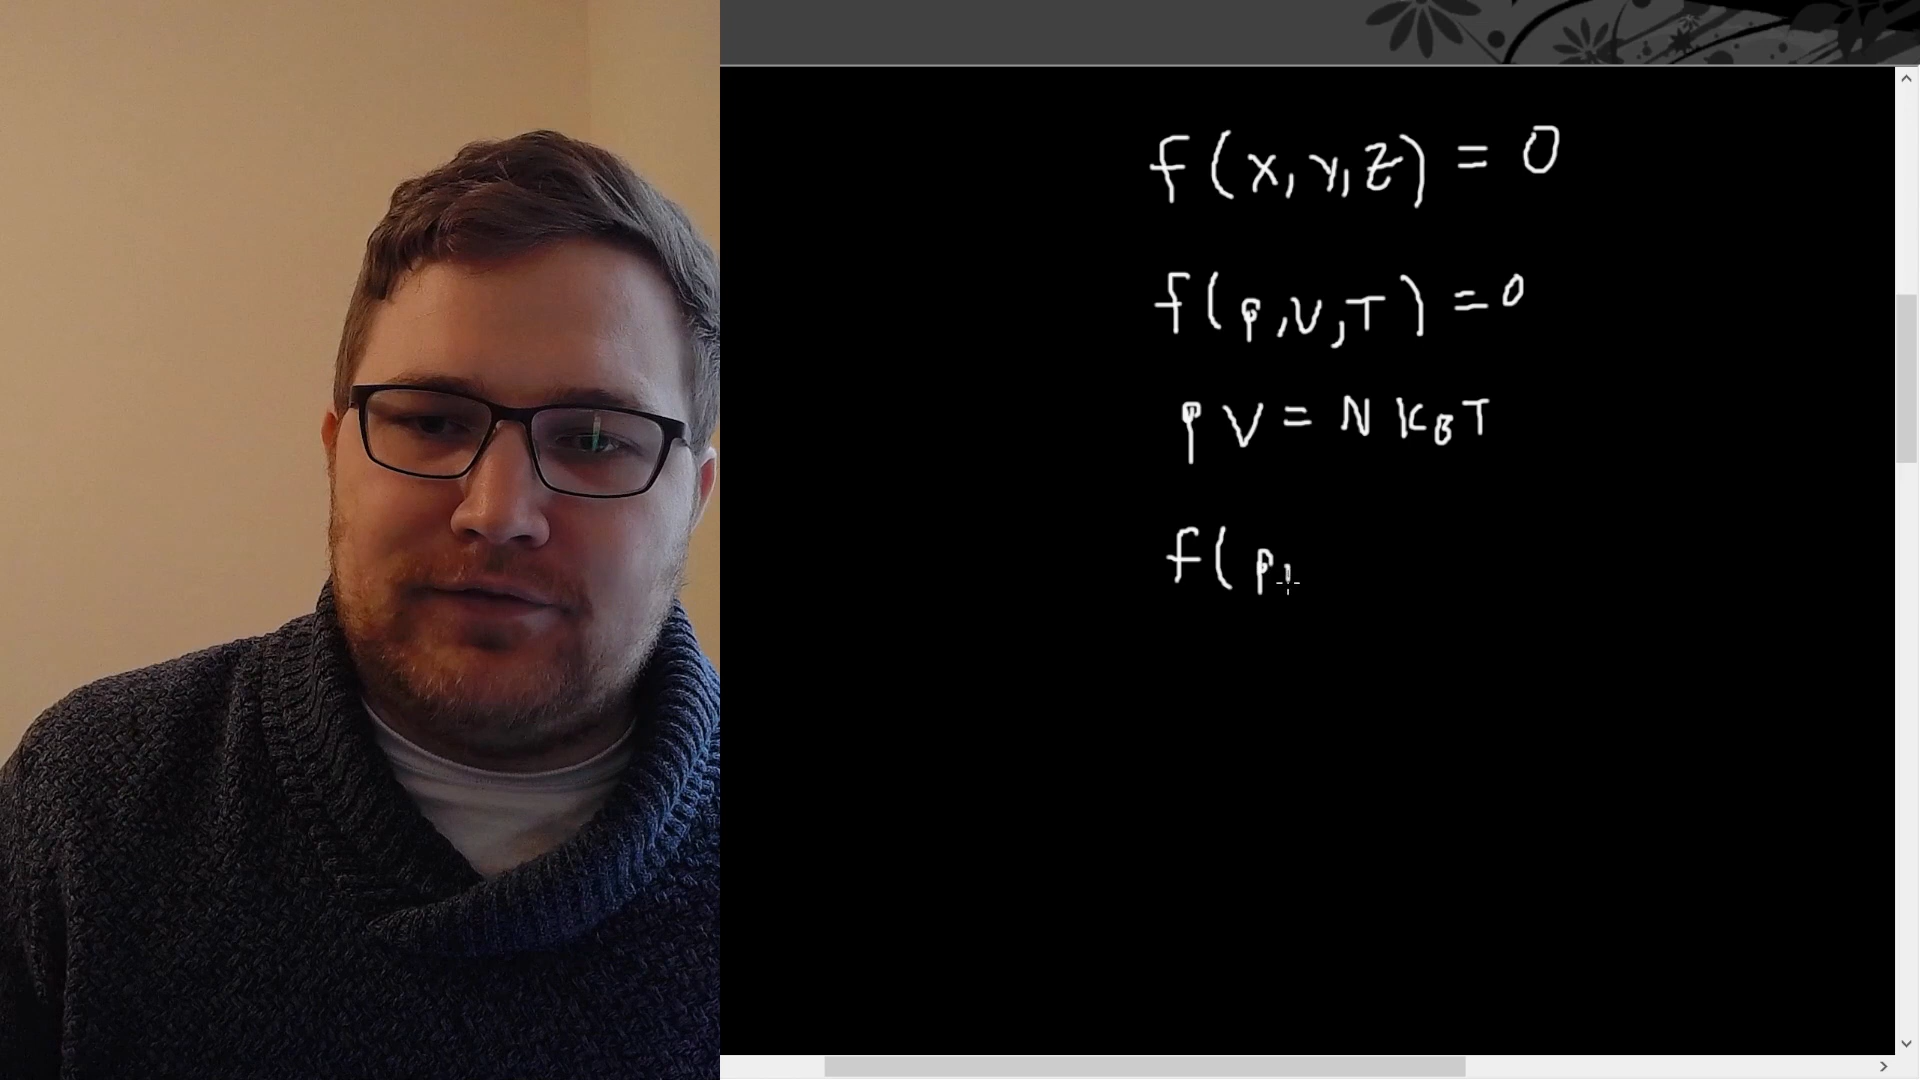 f(x,y,z) = 0
f(p,V,T) = 0
pV = N k_B T
f(p,